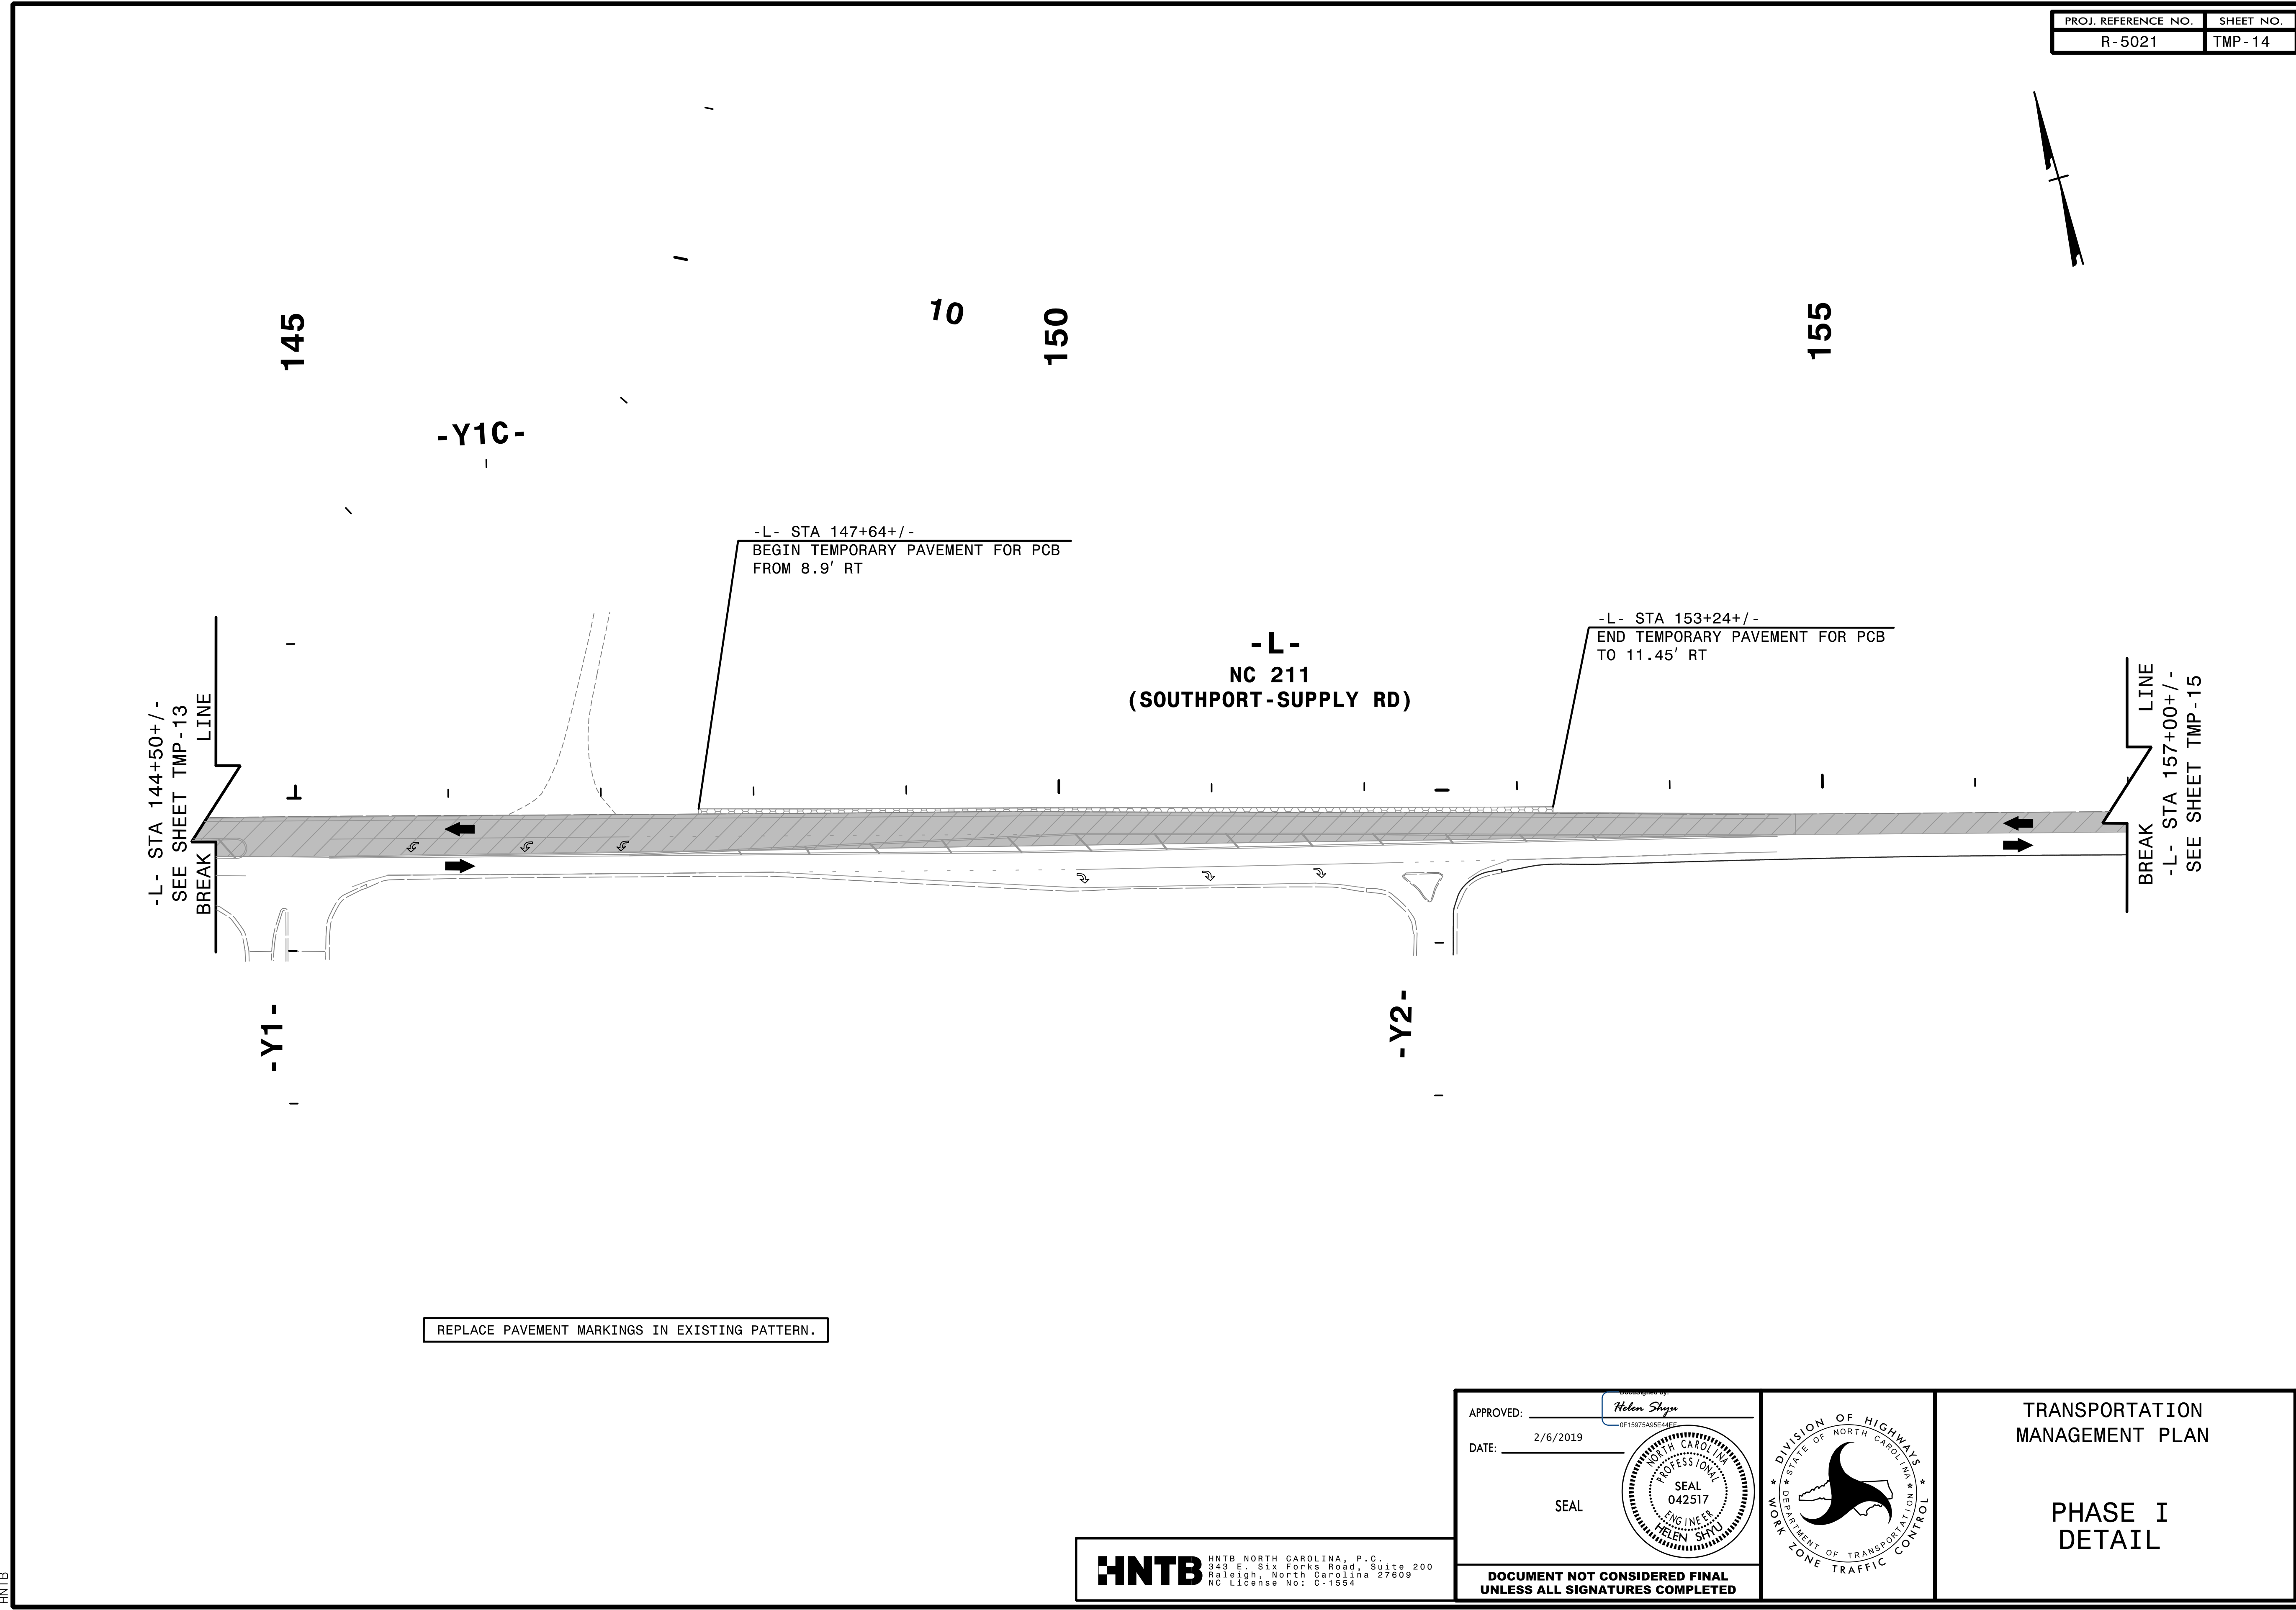 PROJ. REFERENCE NO.
SHEET NO.
R-5021
TMP-14
145
10
150
155
-Y1C-
-L- STA 147+64+/-
BEGIN TEMPORARY PAVEMENT FOR PCB
FROM 8.9' RT
-L- STA 153+24+/-
END TEMPORARY PAVEMENT FOR PCB
TO 11.45' RT
-L-
NC 211
(SOUTHPORT-SUPPLY RD)
-L- STA 144+50+/-
SEE SHEET TMP-13
BREAK LINE
BREAK LINE
-L- STA 157+00+/-
SEE SHEET TMP-15
-Y1-
-Y2-
REPLACE PAVEMENT MARKINGS IN EXISTING PATTERN.
HNTB
HNTB NORTH CAROLINA, P.C.
343 E. Six Forks Road, Suite 200
Raleigh, North Carolina 27609
NC License No: C-1554
APPROVED:
DocuSigned by:
Helen Shyu
0F15975A95E44EF
DATE:
2/6/2019
SEAL
NORTH CAROLINA
PROFESSIONAL
SEAL
042517
ENGINEER
HELEN SHYU
DOCUMENT NOT CONSIDERED FINAL
UNLESS ALL SIGNATURES COMPLETED
DIVISION OF HIGHWAYS
STATE OF NORTH CAROLINA
DEPARTMENT OF TRANSPORTATION
WORK ZONE TRAFFIC CONTROL
TRANSPORTATION
MANAGEMENT PLAN
PHASE I
DETAIL
HNTB